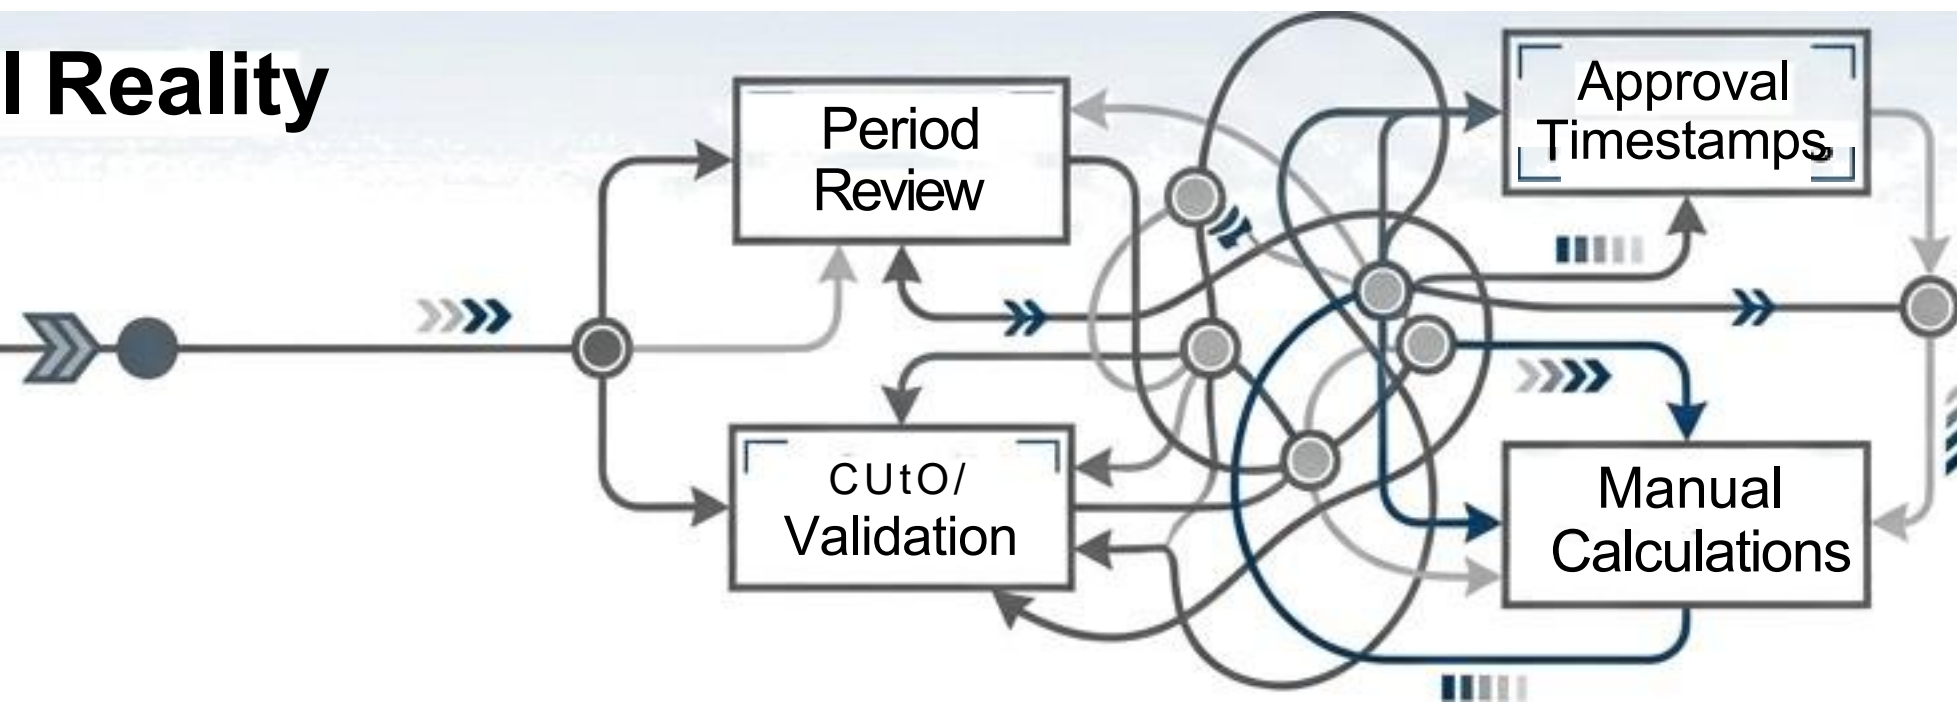 l Reality
Period
Review
CUtO/
Validation
Approval
Timestamps
Manual
Calculations